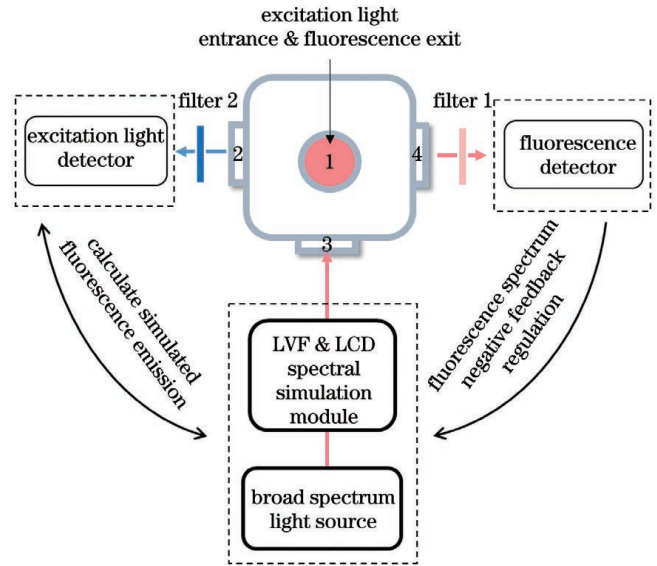 excitation light
entrance & fluorescence exit
filter 2
filter 1
excitation light
detector
2
1
4
fluorescence
detector
3
calculate simulated
fluorescence emission
fluorescence spectrum
negative feedback
regulation
LVF & LCD
spectral
simulation
module
broad spectrum
light source